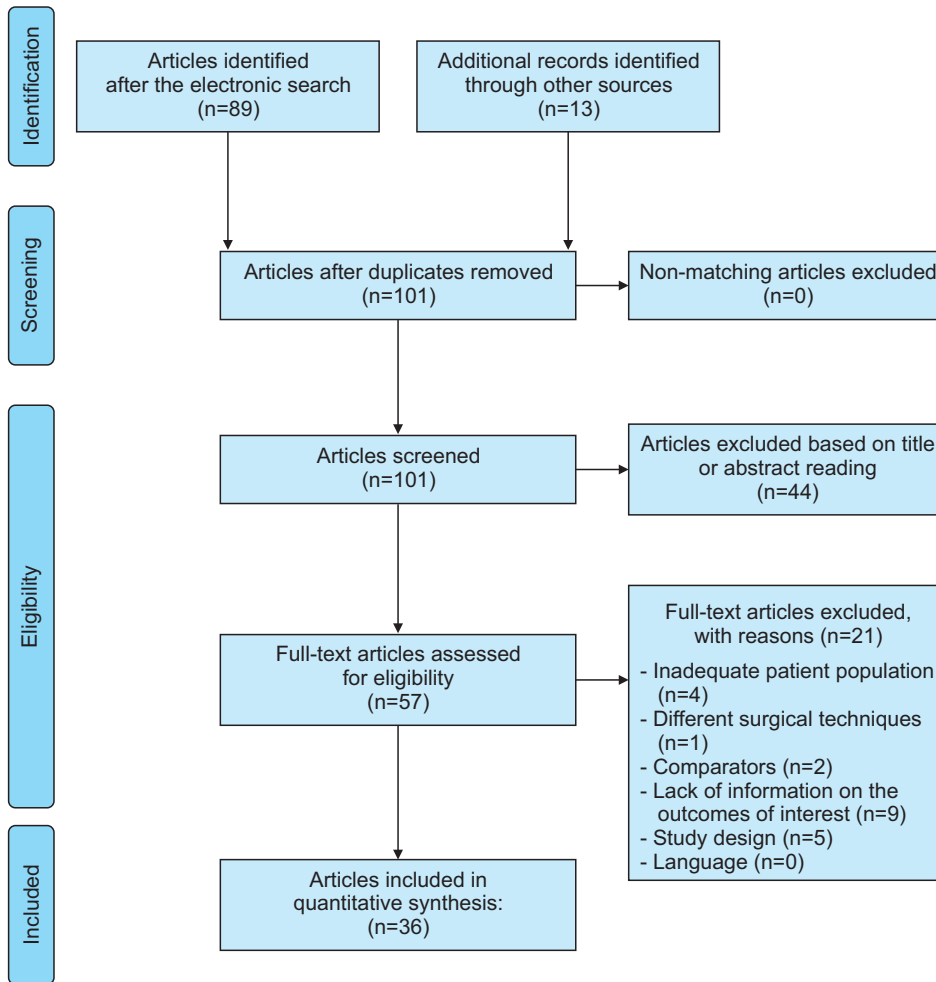 Identification
Articles identified
after the electronic search
(n=89)
Additional records identified
through other sources
(n=13)
Screening
Articles after duplicates removed
(n=101)
Non-matching articles excluded
(n=0)
Eligibility
Articles screened
(n=101)
Articles excluded based on title
or abstract reading
(n=44)
Full-text articles assessed
for eligibility
(n=57)
Full-text articles excluded,
with reasons (n=21)
- Inadequate patient population
(n=4)
- Different surgical techniques
(n=1)
- Comparators (n=2)
- Lack of information on the
outcomes of interest (n=9)
- Study design (n=5)
- Language (n=0)
Included
Articles included in
quantitative synthesis:
(n=36)